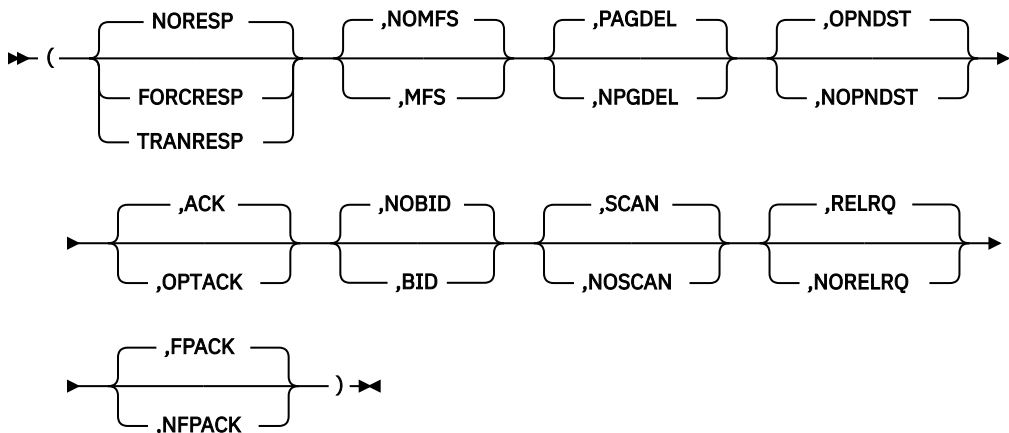 NORESP ,NOMFS ,PAGDEL ,OPNDST
(
FORCRESP ,MFS ,NPGDEL ,NOPNDST
TRANRESP
,ACK ,NOBID ,SCAN ,RELRQ
,OPTACK ,BID ,NOSCAN ,NORELRQ
,FPACK
)
.NFPACK